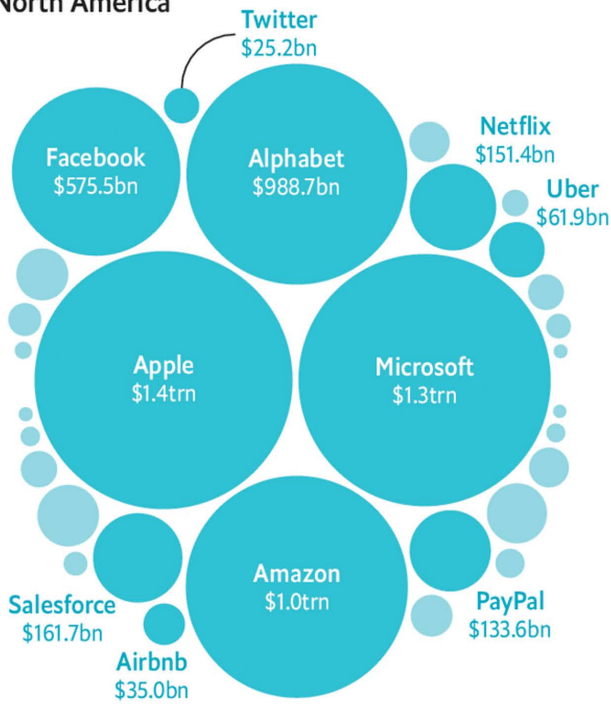 North America
Twitter
$25.2bn
Facebook
$575.5bn
Alphabet
$988.7bn
Netflix
$151.4bn
Uber
$61.9bn
Apple
$1.4trn
Microsoft
$1.3trn
Amazon
$1.0trn
Salesforce
$161.7bn
PayPal
$133.6bn
Airbnb
$35.0bn